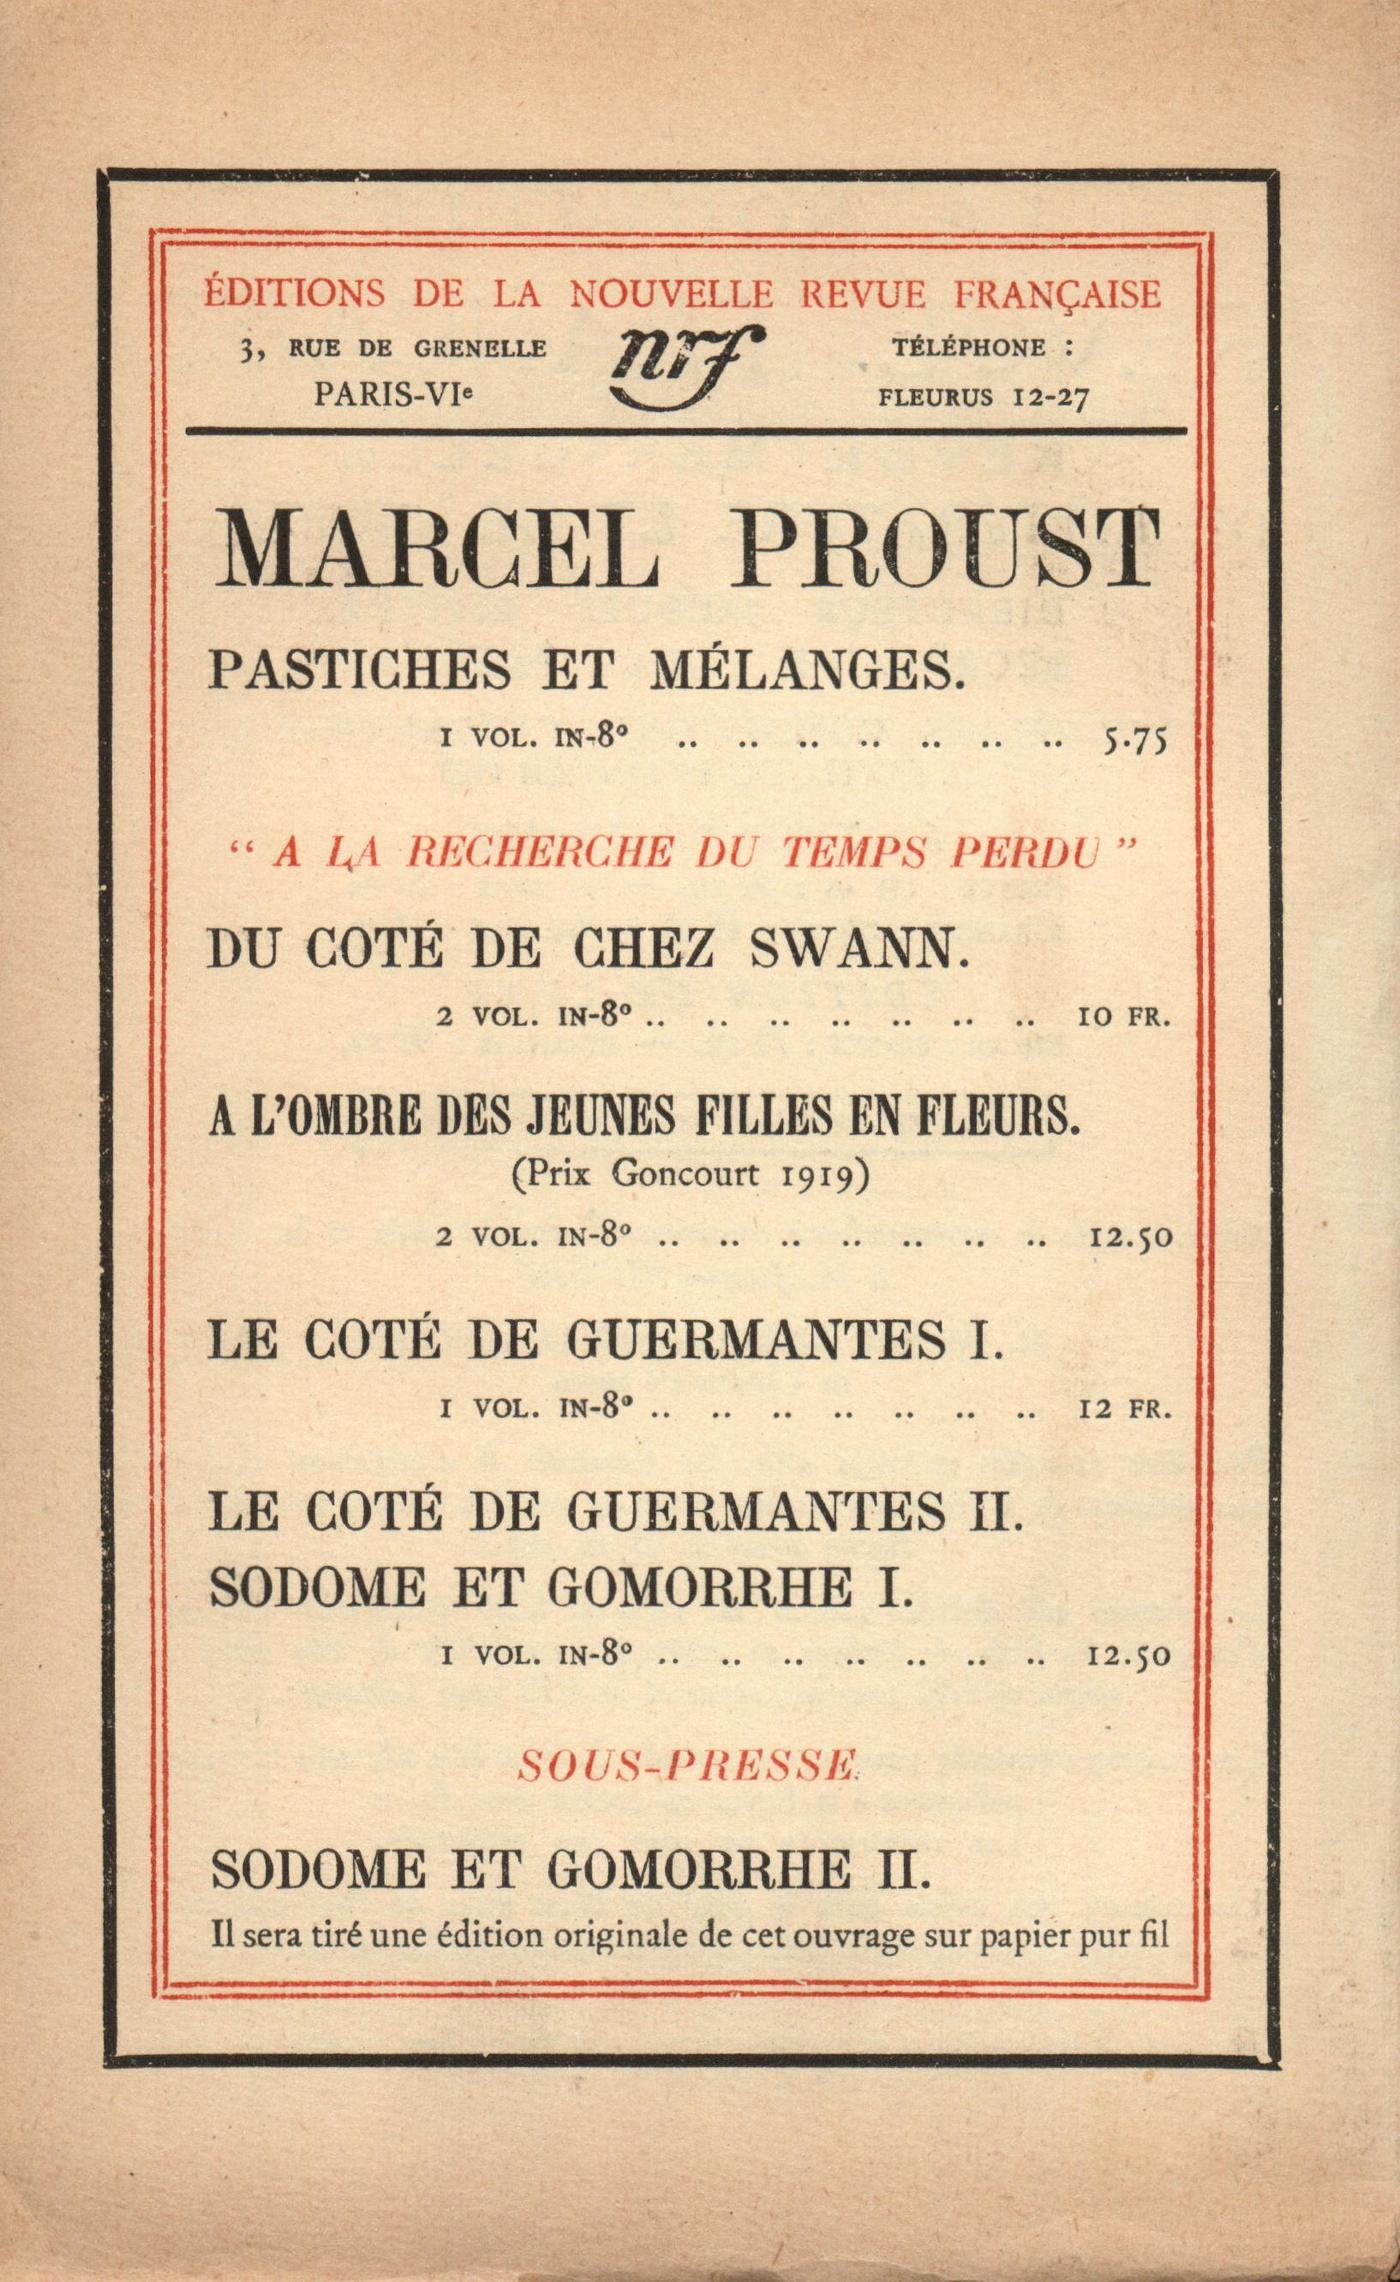 ÉDITIONS DE LA NOUVELLE REVUE FRANÇAISE
3, RUE DE GRENELLE
PARIS-VIe
nrf
TÉLÉPHONE :
FLEURUS 12-27
MARCEL PROUST
PASTICHES ET MÉLANGES.
1 VOL. IN-8º .. .. .. .. .. .. .. 5.75
“ A LA RECHERCHE DU TEMPS PERDU ”
DU COTÉ DE CHEZ SWANN.
2 VOL. IN-8º .. .. .. .. .. .. .. 10 FR.
A L’OMBRE DES JEUNES FILLES EN FLEURS.
(Prix Goncourt 1919)
2 VOL. IN-8º .. .. .. .. .. .. .. 12.50
LE COTÉ DE GUERMANTES I.
1 VOL. IN-8º .. .. .. .. .. .. .. 12 FR.
LE COTÉ DE GUERMANTES II.
SODOME ET GOMORRHE I.
1 VOL. IN-8º .. .. .. .. .. .. .. 12.50
SOUS-PRESSE
SODOME ET GOMORRHE II.
Il sera tiré une édition originale de cet ouvrage sur papier pur fil